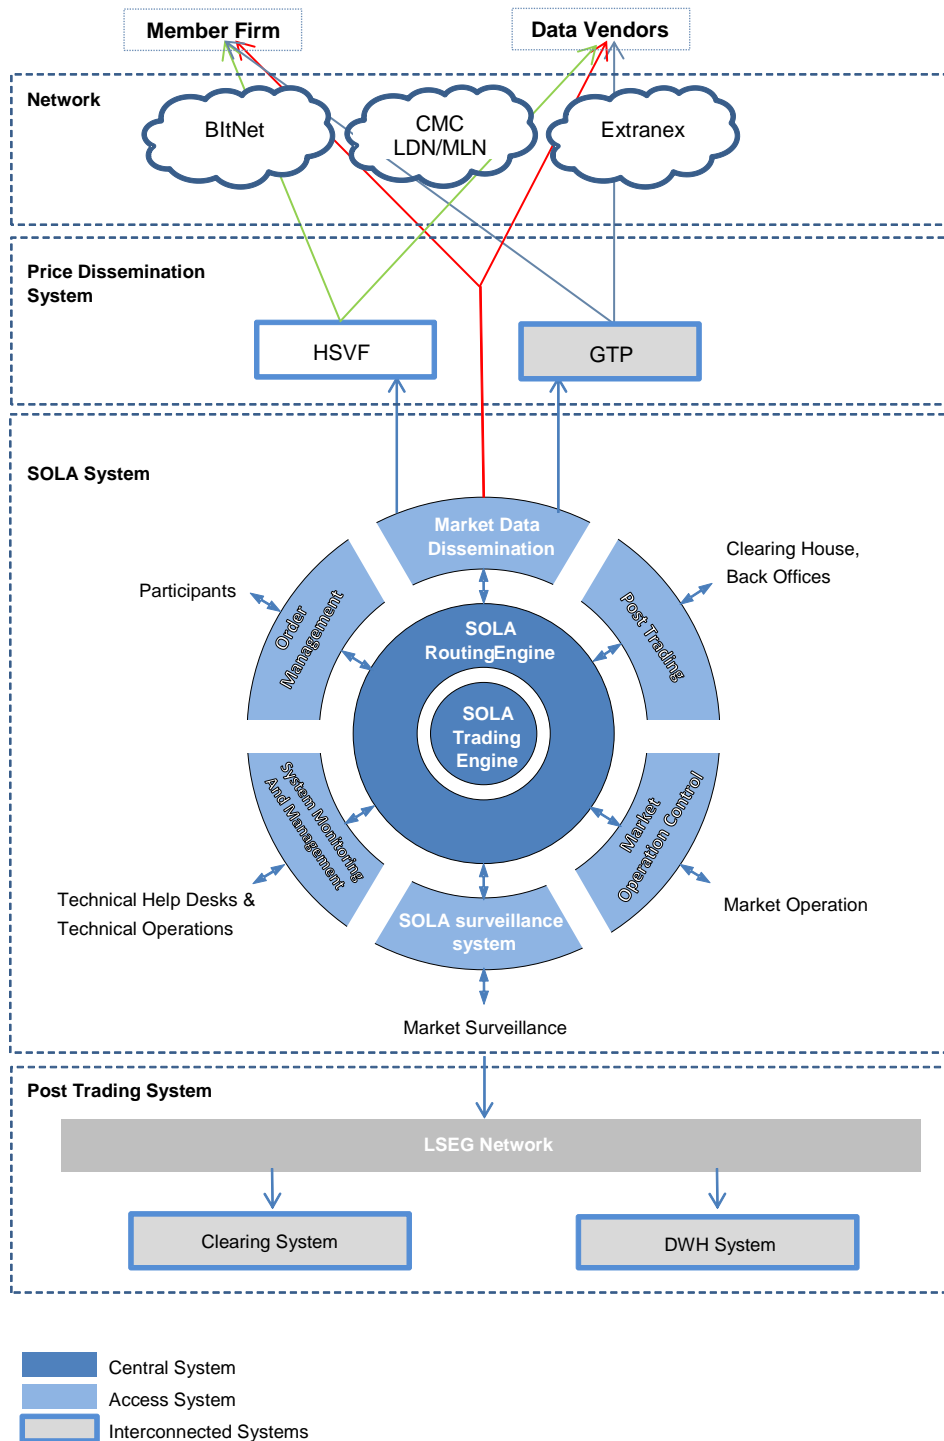 Member Firm
Data Vendors
Network
BItNet
CMC
LDN/MLN
Extranex
Price Dissemination
System
HSVF
GTP
SOLA System
Market Data
Dissemination
Participants
Order
Management
Clearing House,
Back Offices
Post Trading
SOLA
RoutingEngine
SOLA
Trading
Engine
System Monitoring
And Management
Market
Operation Control
Technical Help Desks &
Technical Operations
SOLA surveillance
system
Market Operation
Market Surveillance
Post Trading System
LSEG Network
Clearing System
DWH System
Central System
Access System
Interconnected Systems